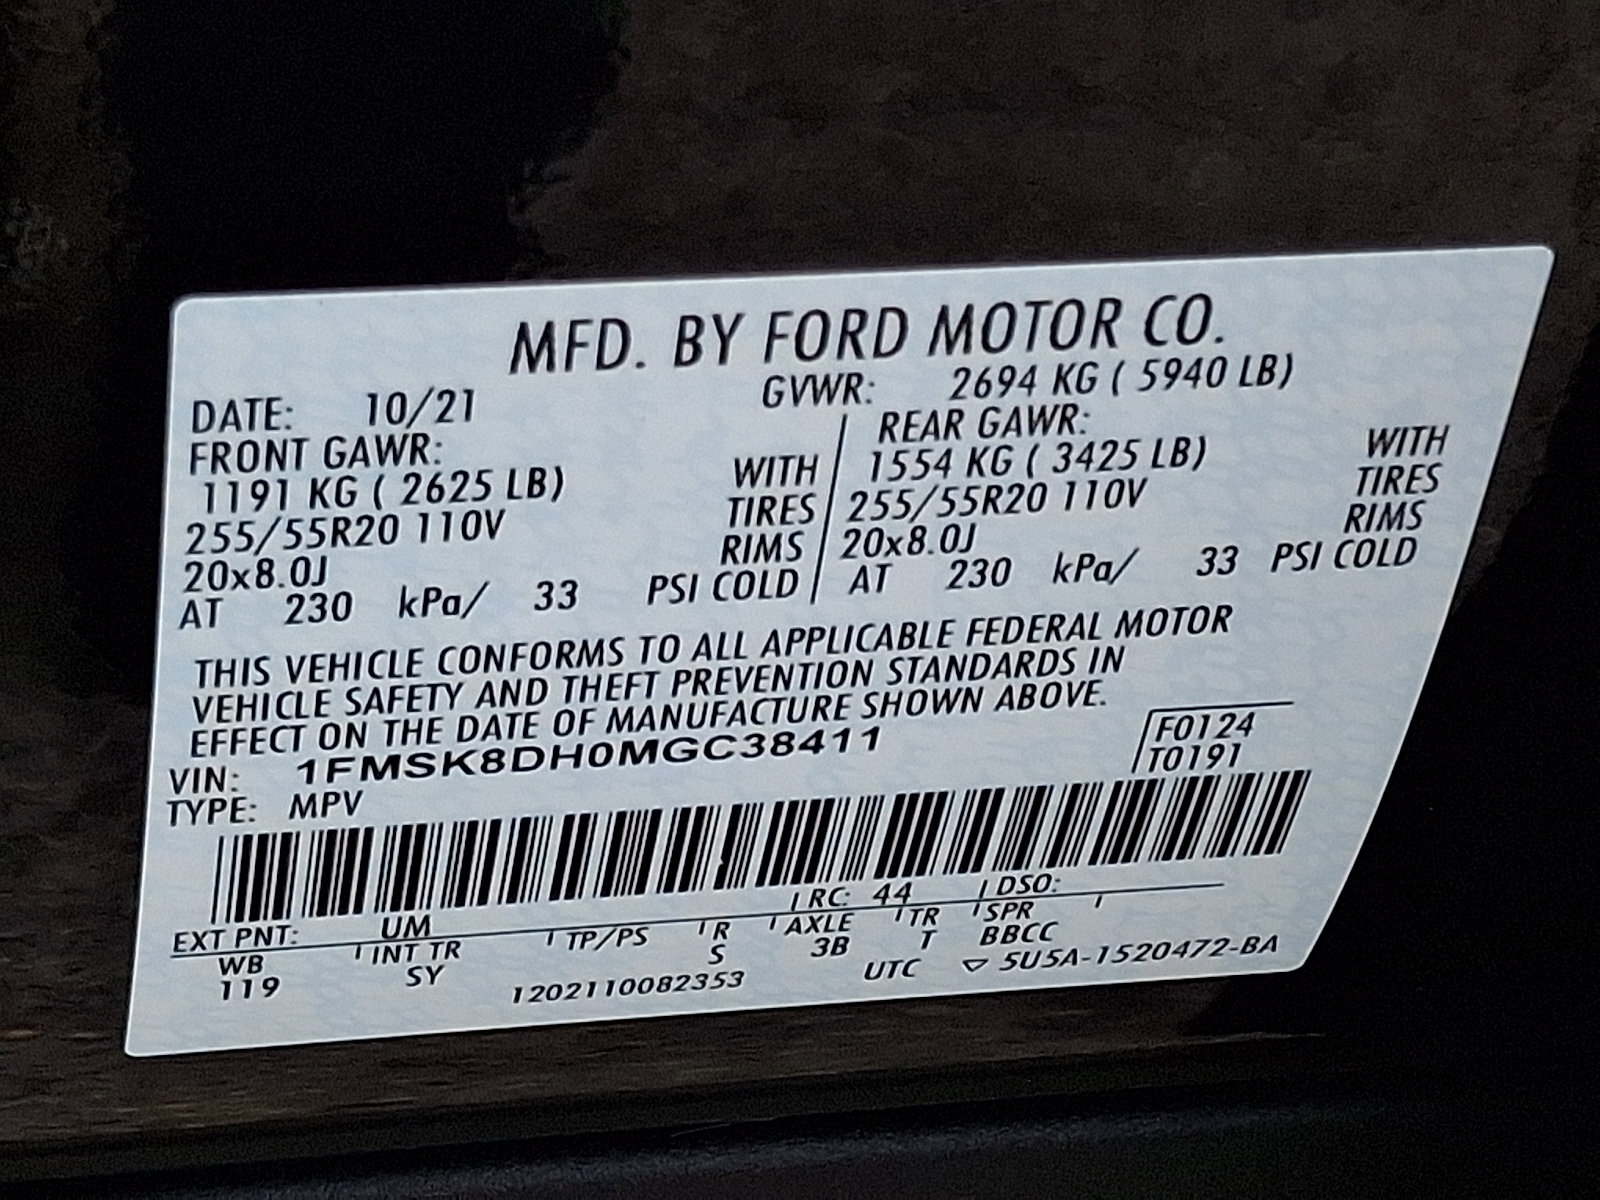 MFD. BY FORD MOTOR CO.
DATE: 10/21 GVWR: 2694 KG ( 5940 LB)
FRONT GAWR: REAR GAWR:
1191 KG ( 2625 LB) WITH 1554 KG ( 3425 LB) WITH
255/55R20 110V TIRES 255/55R20 110V TIRES
20x8.0J RIMS 20x8.0J RIMS
AT 230 kPa/ 33 PSI COLD AT 230 kPa/ 33 PSI COLD
THIS VEHICLE CONFORMS TO ALL APPLICABLE FEDERAL MOTOR
VEHICLE SAFETY AND THEFT PREVENTION STANDARDS IN
EFFECT ON THE DATE OF MANUFACTURE SHOWN ABOVE.
VIN: 1FMSK8DH0MGC38411 F0124
TYPE: MPV T0191
EXT PNT: UM RC: 44 DSO:
WB INT TR TP/PS R AXLE TR SPR
119 SY S 3B T BBCC
1202110082353 UTC ▽ 5U5A-1520472-BA